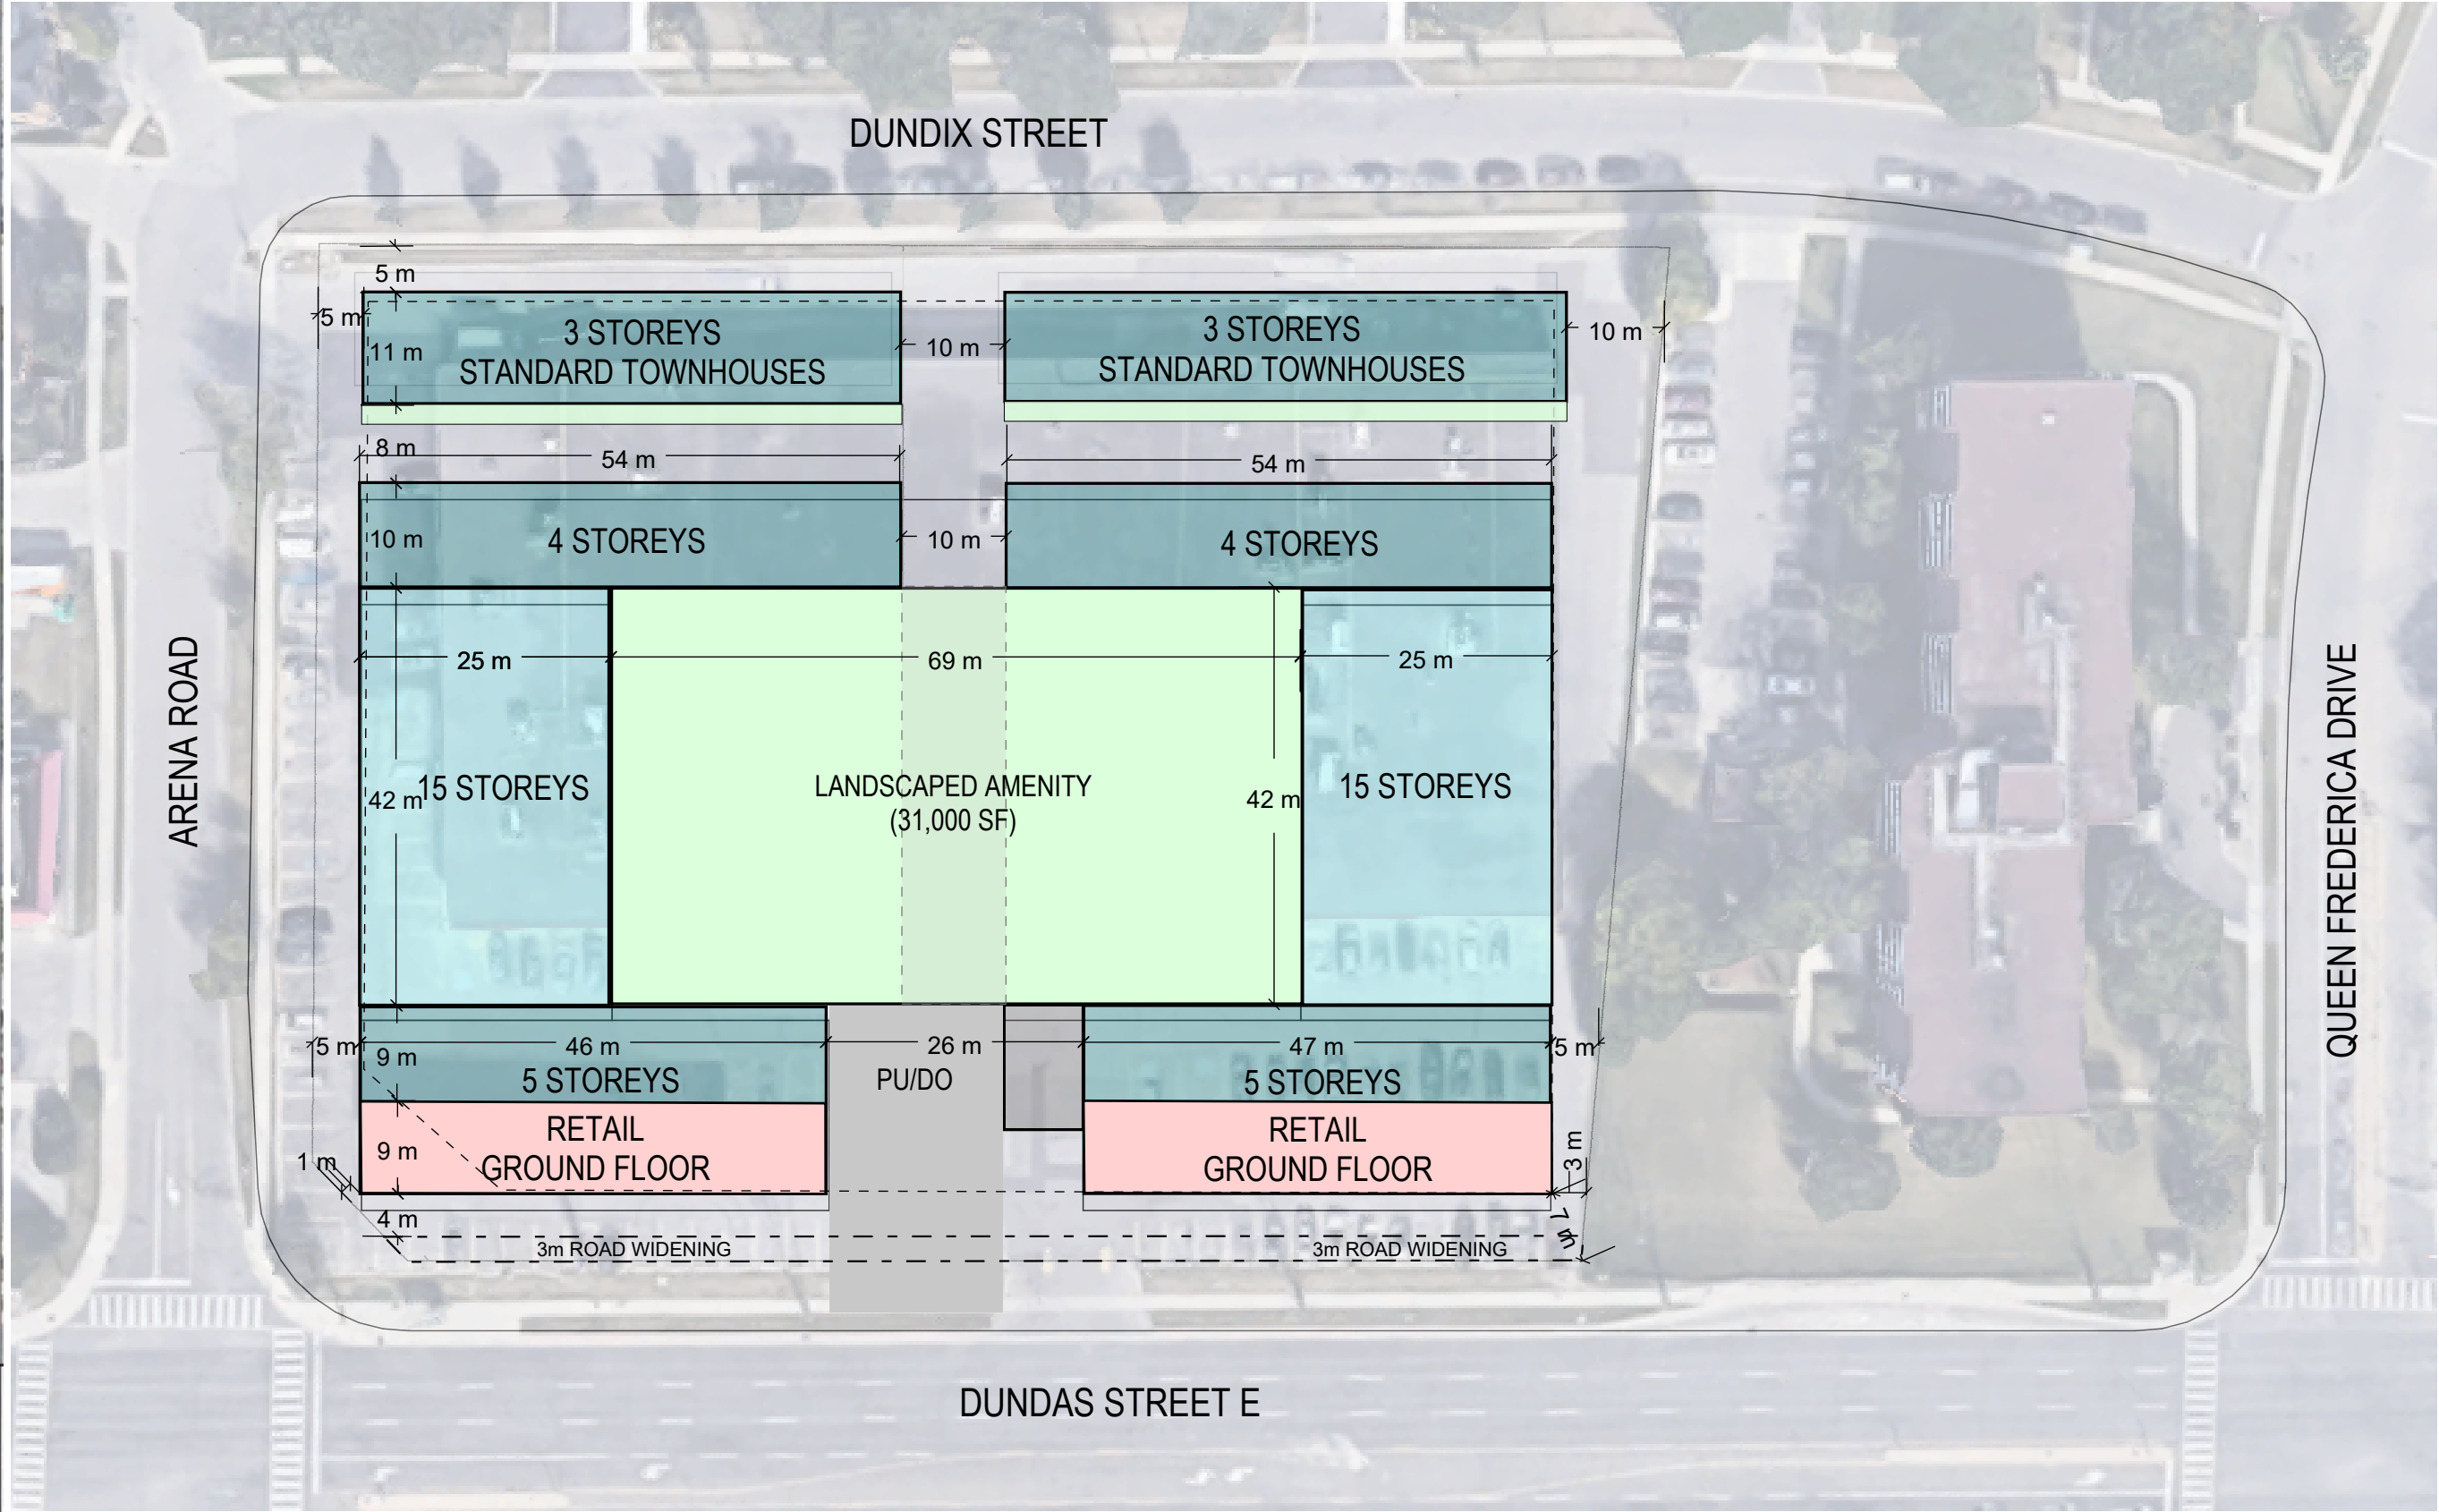 DUNDIX STREET
5 m
5 m
11 m
3 STOREYS
STANDARD TOWNHOUSES
10 m
3 STOREYS
STANDARD TOWNHOUSES
10 m
8 m
54 m
54 m
10 m
4 STOREYS
10 m
4 STOREYS
25 m
69 m
25 m
ARENA ROAD
42 m
15 STOREYS
LANDSCAPED AMENITY
(31,000 SF)
42 m
15 STOREYS
QUEEN FREDERICA DRIVE
5 m
9 m
46 m
5 STOREYS
26 m
PU/DO
47 m
5 STOREYS
5 m
1 m
9 m
RETAIL
GROUND FLOOR
RETAIL
GROUND FLOOR
3 m
7 m
4 m
3m ROAD WIDENING
3m ROAD WIDENING
DUNDAS STREET E